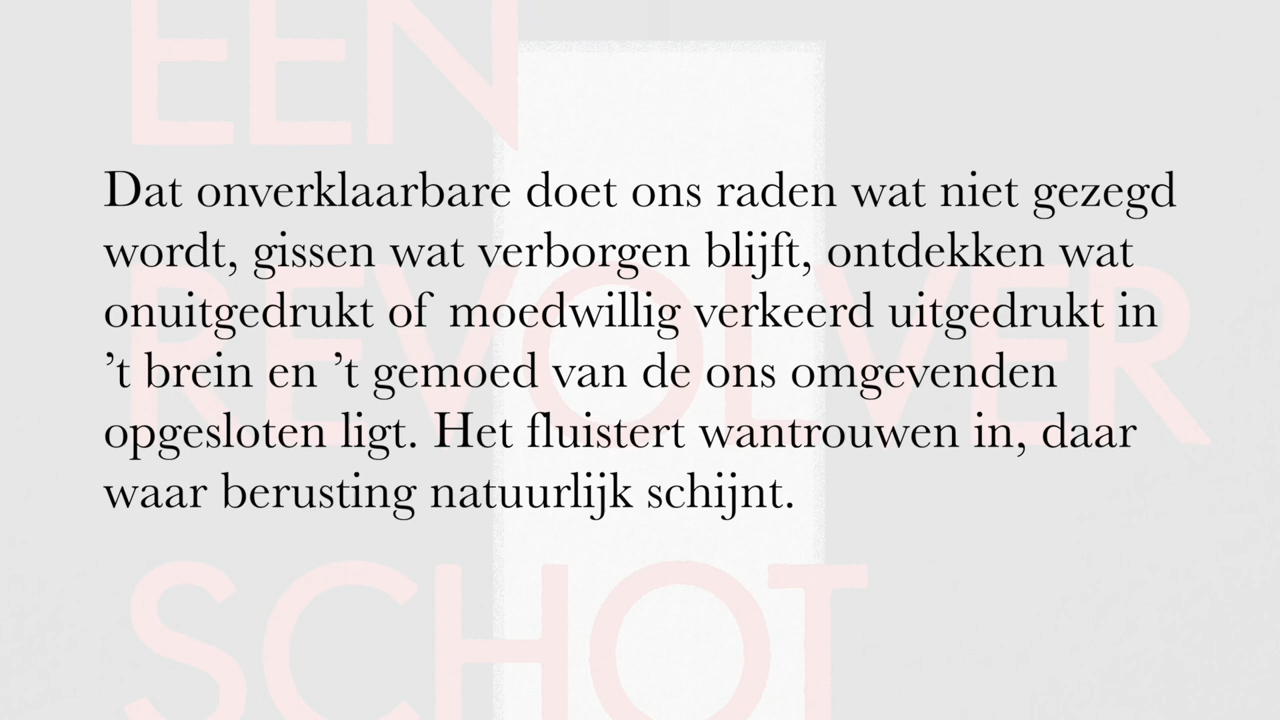 EEN
Dat onverklaarbare doet ons raden wat niet gezegd
wordt, gissen wat verborgen blijft, ontdekken wat
REVOLVER
onuitgedrukt of moedwillig verkeerd uitgedrukt in
’t brein en ’t gemoed van de ons omgevenden
opgesloten ligt. Het fluistert wantrouwen in, daar
waar berusting natuurlijk schijnt.
SCHOT